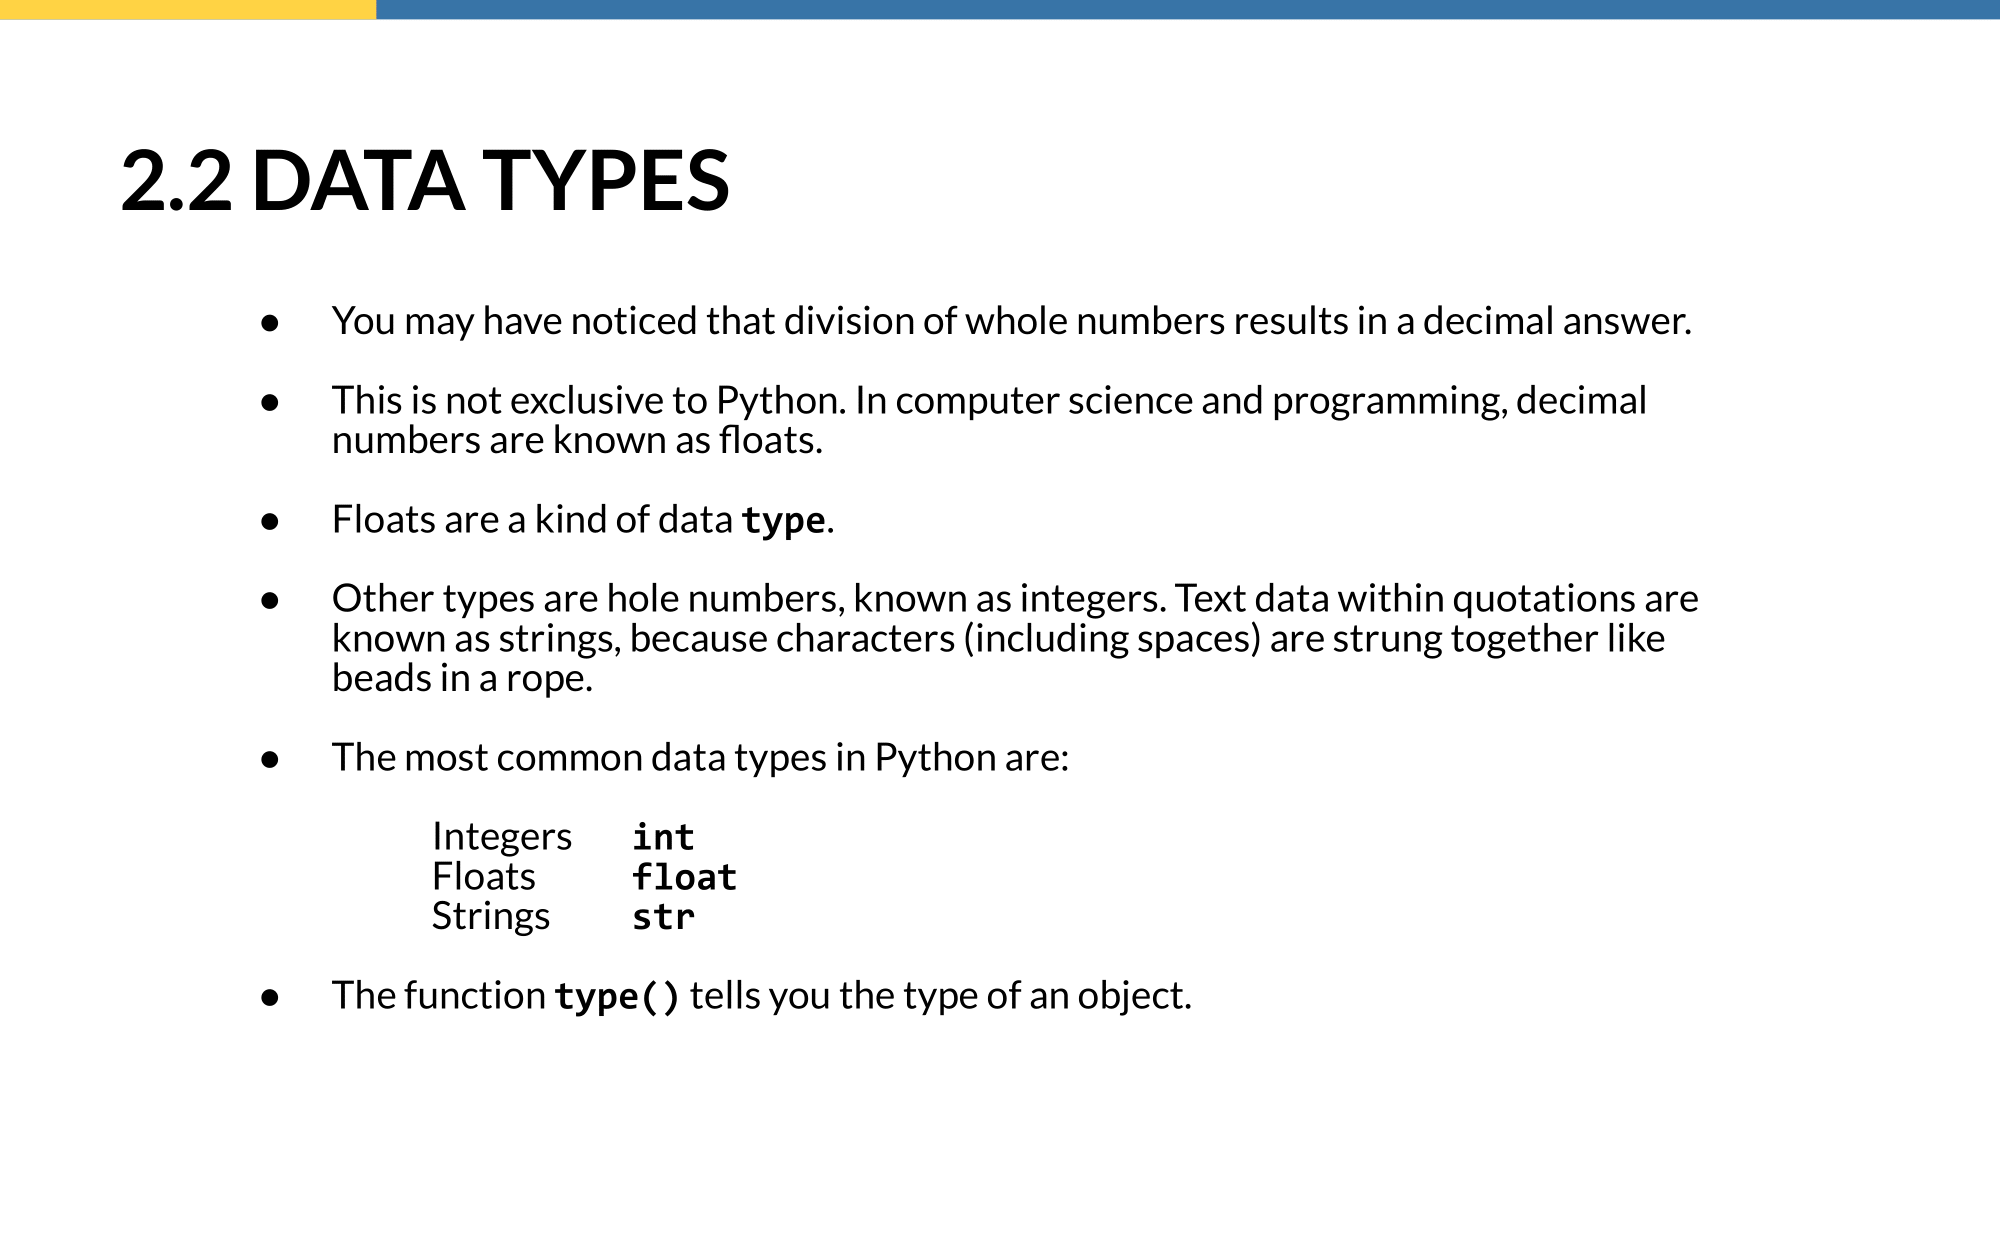 2.2 DATA TYPES
● You may have noticed that division of whole numbers results in a decimal answer.
● This is not exclusive to Python. In computer science and programming, decimal
numbers are known as floats.
● Floats are a kind of data type.
● Other types are hole numbers, known as integers. Text data within quotations are
known as strings, because characters (including spaces) are strung together like
beads in a rope.
● The most common data types in Python are:
Integers int
Floats float
Strings str
● The function type() tells you the type of an object.